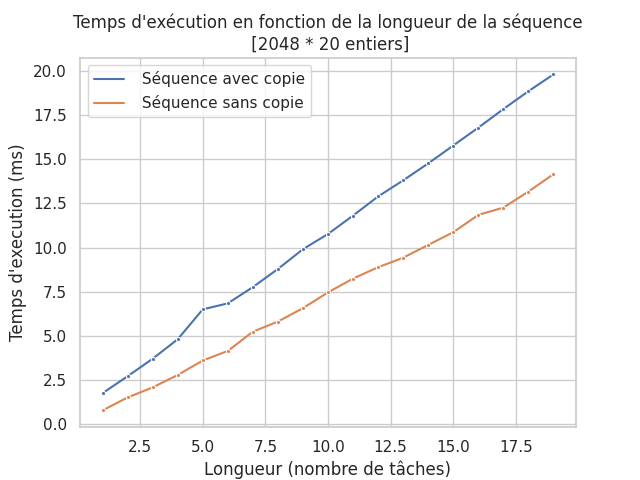 Temps d'exécution en fonction de la longueur de la séquence
[2048 * 20 entiers]
Séquence avec copie
Séquence sans copie
20.0
17.5
15.0
12.5
10.0
7.5
5.0
2.5
0.0
Temps d'execution (ms)
2.5 5.0 7.5 10.0 12.5 15.0 17.5
Longueur (nombre de tâches)